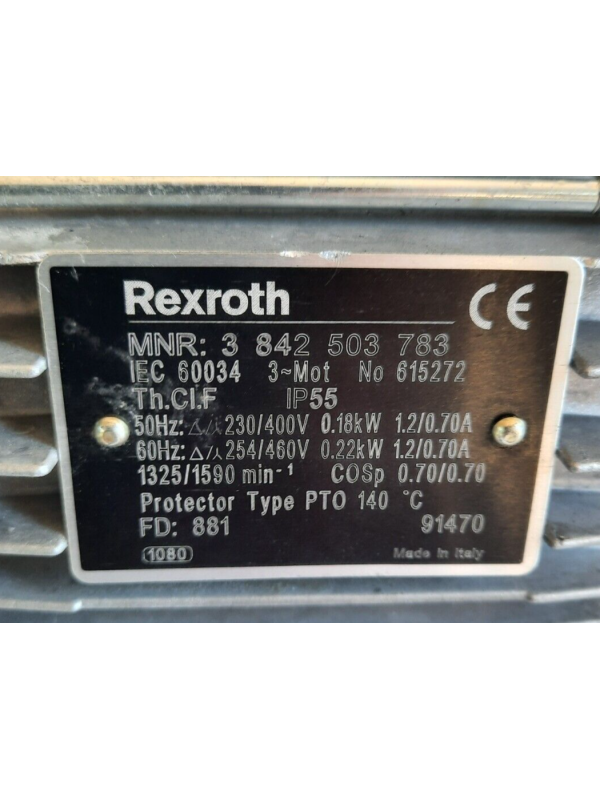 Rexroth
CE
MNR: 3 842 503 783
IEC 60034 3~Mot No 615272
Th.Cl.F IP55
50Hz: △/⅄ 230/400V 0.18kW 1.2/0.70A
60Hz: △/⅄ 254/460V 0.22kW 1.2/0.70A
1325/1590 min⁻¹ COSp 0.70/0.70
Protector Type PTO 140 °C
FD: 881 91470
1080 Made in Italy